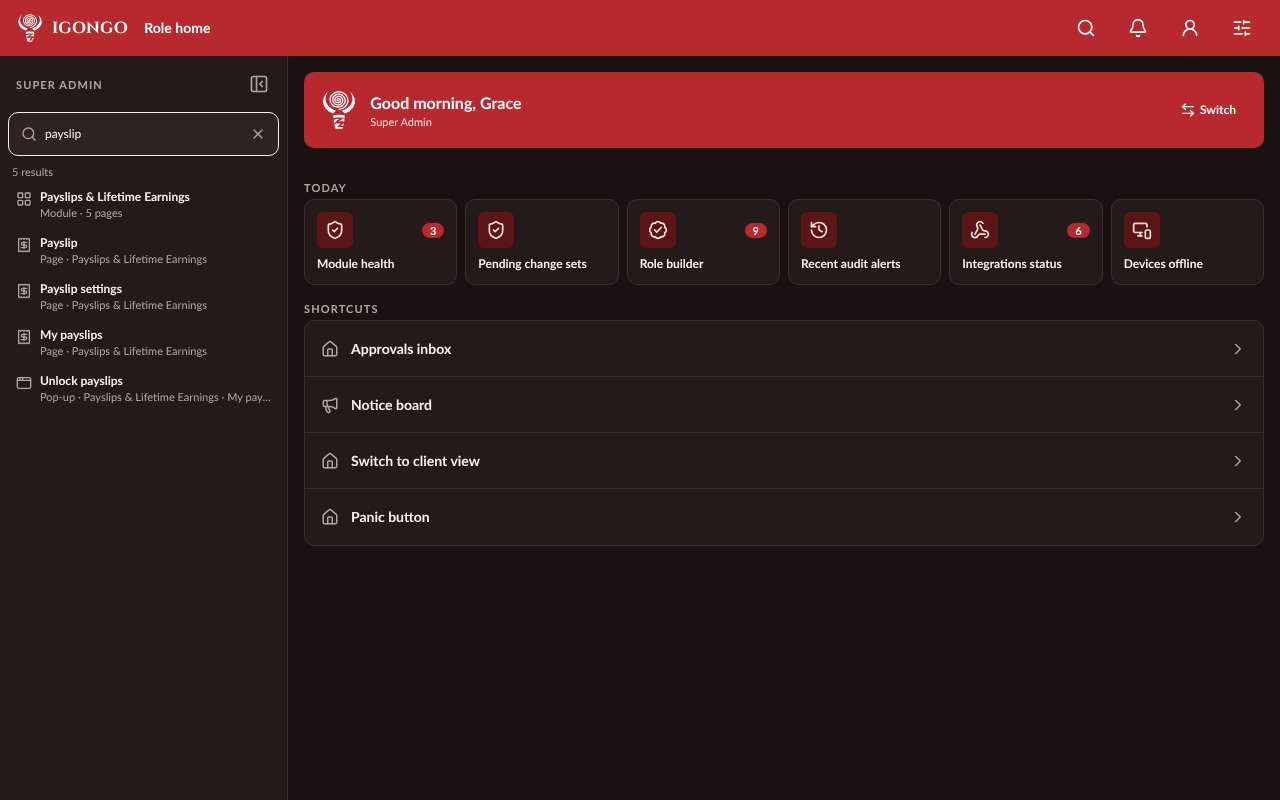 IGONGO
Role home
SUPER ADMIN
payslip
5 results
Payslips & Lifetime Earnings
Module · 5 pages
Payslip
Page · Payslips & Lifetime Earnings
Payslip settings
Page · Payslips & Lifetime Earnings
My payslips
Page · Payslips & Lifetime Earnings
Unlock payslips
Pop-up · Payslips & Lifetime Earnings · My pay...
Good morning, Grace
Super Admin
Switch
TODAY
3
Module health
Pending change sets
9
Role builder
Recent audit alerts
6
Integrations status
Devices offline
SHORTCUTS
Approvals inbox
Notice board
Switch to client view
Panic button